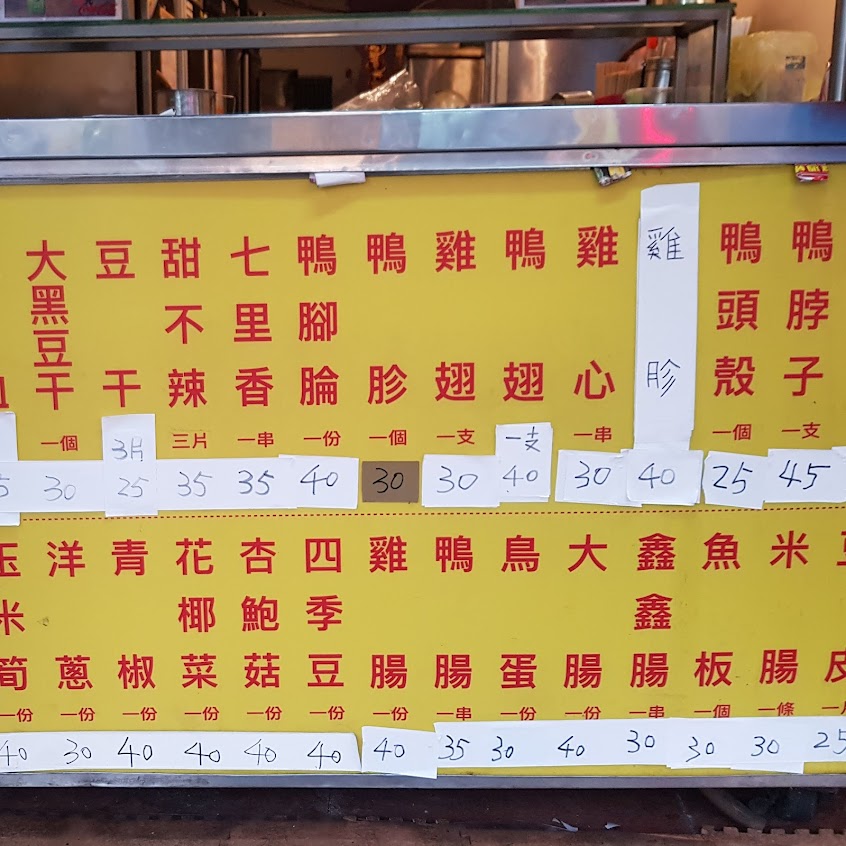 鴨脖子 一支 45
鴨頭殼 一個 25
雞胗 40
雞心 一串 30
鴨翅 一支 40
雞翅 一支 30
鴨胗 一個 30
鴨腳 一份 40
七里香 一串 35
甜不辣 三片 35
豆干 3片 25
大黑豆干 一個 30
皮 25
米腸 一條 30
魚板 一個 30
鑫鑫腸 一串 30
大腸 一份 40
鳥蛋 一份 30
鴨腸 一串 35
雞腸 一份 40
四季豆 一份 40
杏鮑菇 一份 40
花椰菜 一份 40
青椒 一份 40
洋蔥 一份 30
玉米筍 一份 40